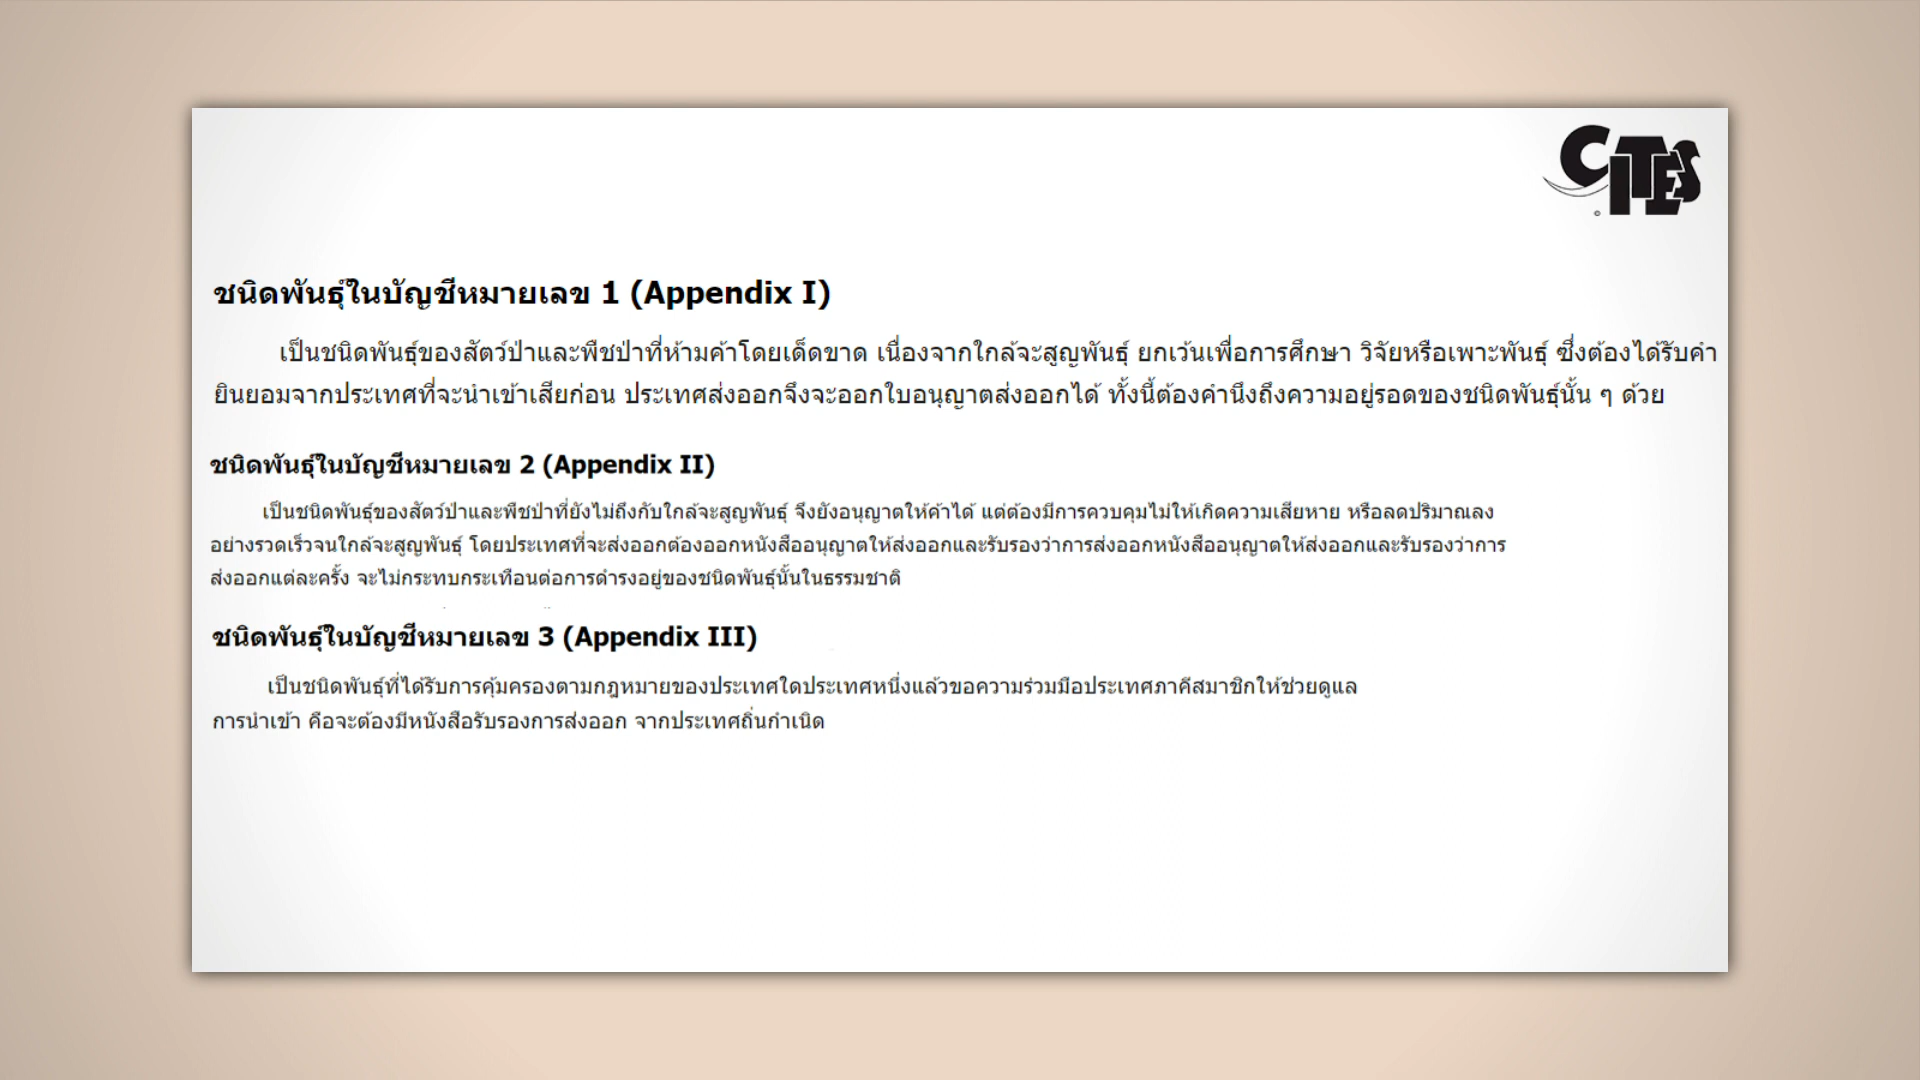 CITES
©
ชนิดพันธุ์ในบัญชีหมายเลข 1 (Appendix I)
เป็นชนิดพันธุ์ของสัตว์ป่าและพืชป่าที่ห้ามค้าโดยเด็ดขาด เนื่องจากใกล้จะสูญพันธุ์ ยกเว้นเพื่อการศึกษา วิจัยหรือเพาะพันธุ์ ซึ่งต้องได้รับคำ
ยินยอมจากประเทศที่จะนำเข้าเสียก่อน ประเทศส่งออกจึงจะออกใบอนุญาตส่งออกได้ ทั้งนี้ต้องคำนึงถึงความอยู่รอดของชนิดพันธุ์นั้น ๆ ด้วย
ชนิดพันธุ์ในบัญชีหมายเลข 2 (Appendix II)
เป็นชนิดพันธุ์ของสัตว์ป่าและพืชป่าที่ยังไม่ถึงกับใกล้จะสูญพันธุ์ จึงยังอนุญาตให้ค้าได้ แต่ต้องมีการควบคุมไม่ให้เกิดความเสียหาย หรือลดปริมาณลง
อย่างรวดเร็วจนใกล้จะสูญพันธุ์ โดยประเทศที่จะส่งออกต้องออกหนังสืออนุญาตให้ส่งออกและรับรองว่าการส่งออกหนังสืออนุญาตให้ส่งออกและรับรองว่าการ
ส่งออกแต่ละครั้ง จะไม่กระทบกระเทือนต่อการดำรงอยู่ของชนิดพันธุ์นั้นในธรรมชาติ
ชนิดพันธุ์ในบัญชีหมายเลข 3 (Appendix III)
เป็นชนิดพันธุ์ที่ได้รับการคุ้มครองตามกฎหมายของประเทศใดประเทศหนึ่งแล้วขอความร่วมมือประเทศภาคีสมาชิกให้ช่วยดูแล
การนำเข้า คือจะต้องมีหนังสือรับรองการส่งออก จากประเทศถิ่นกำเนิด